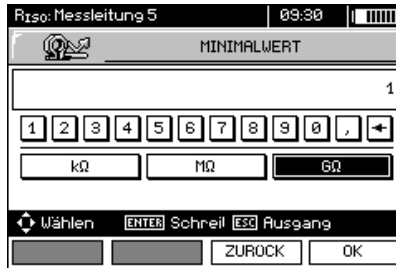 RISO: Messleitung 5 09:30
MINIMALWERT
1
1 2 3 4 5 6 7 8 9 0 ,
kΩ MΩ GΩ
Wählen ENTER Schreil ESC Ausgang
ZURÜCK OK